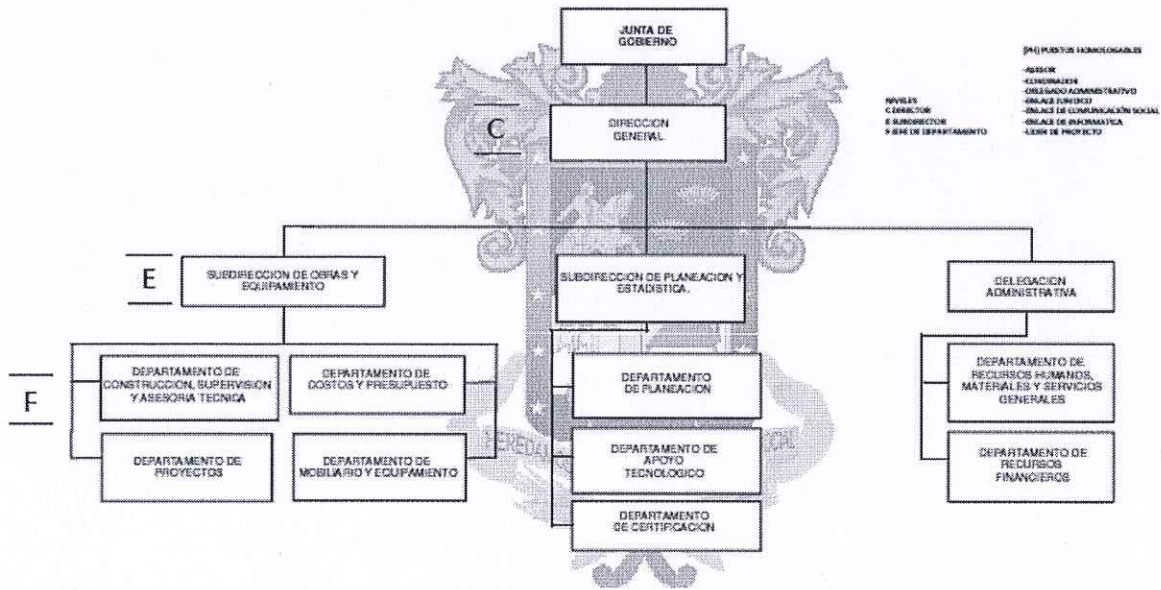 JUNTA DE
GOBIERNO
[PH] PUESTOS HOMOLOGABLES
-ASESOR
-COORDINADOR
-DELEGADO ADMINISTRATIVO
-ENLACE JURIDICO
-ENLACE DE COMUNICACIÓN SOCIAL
-ENLACE DE INFORMATICA
-LIDER DE PROYECTO
NIVELES
C DIRECTOR
E SUBDIRECTOR
F JEFE DE DEPARTAMENTO
C
DIRECCION
GENERAL
E
SUBDIRECCION DE OBRAS Y
EQUIPAMIENTO
SUBDIRECCION DE PLANEACION Y
ESTADISTICA.
DELEGACION
ADMINISTRATIVA
F
DEPARTAMENTO DE
CONSTRUCCION, SUPERVISION
Y ASESORIA TECNICA
DEPARTAMENTO DE
COSTOS Y PRESUPUESTO
DEPARTAMENTO
DE PLANEACION
DEPARTAMENTO DE
RECURSOS HUMANOS,
MATERIALES Y SERVICIOS
GENERALES
DEPARTAMENTO DE
PROYECTOS
DEPARTAMENTO DE
MOBILIARIO Y EQUIPAMIENTO
DEPARTAMENTO DE
APOYO
TECNOLOGICO
DEPARTAMENTO DE
RECURSOS
FINANCIEROS
DEPARTAMENTO
DE CERTIFICACION